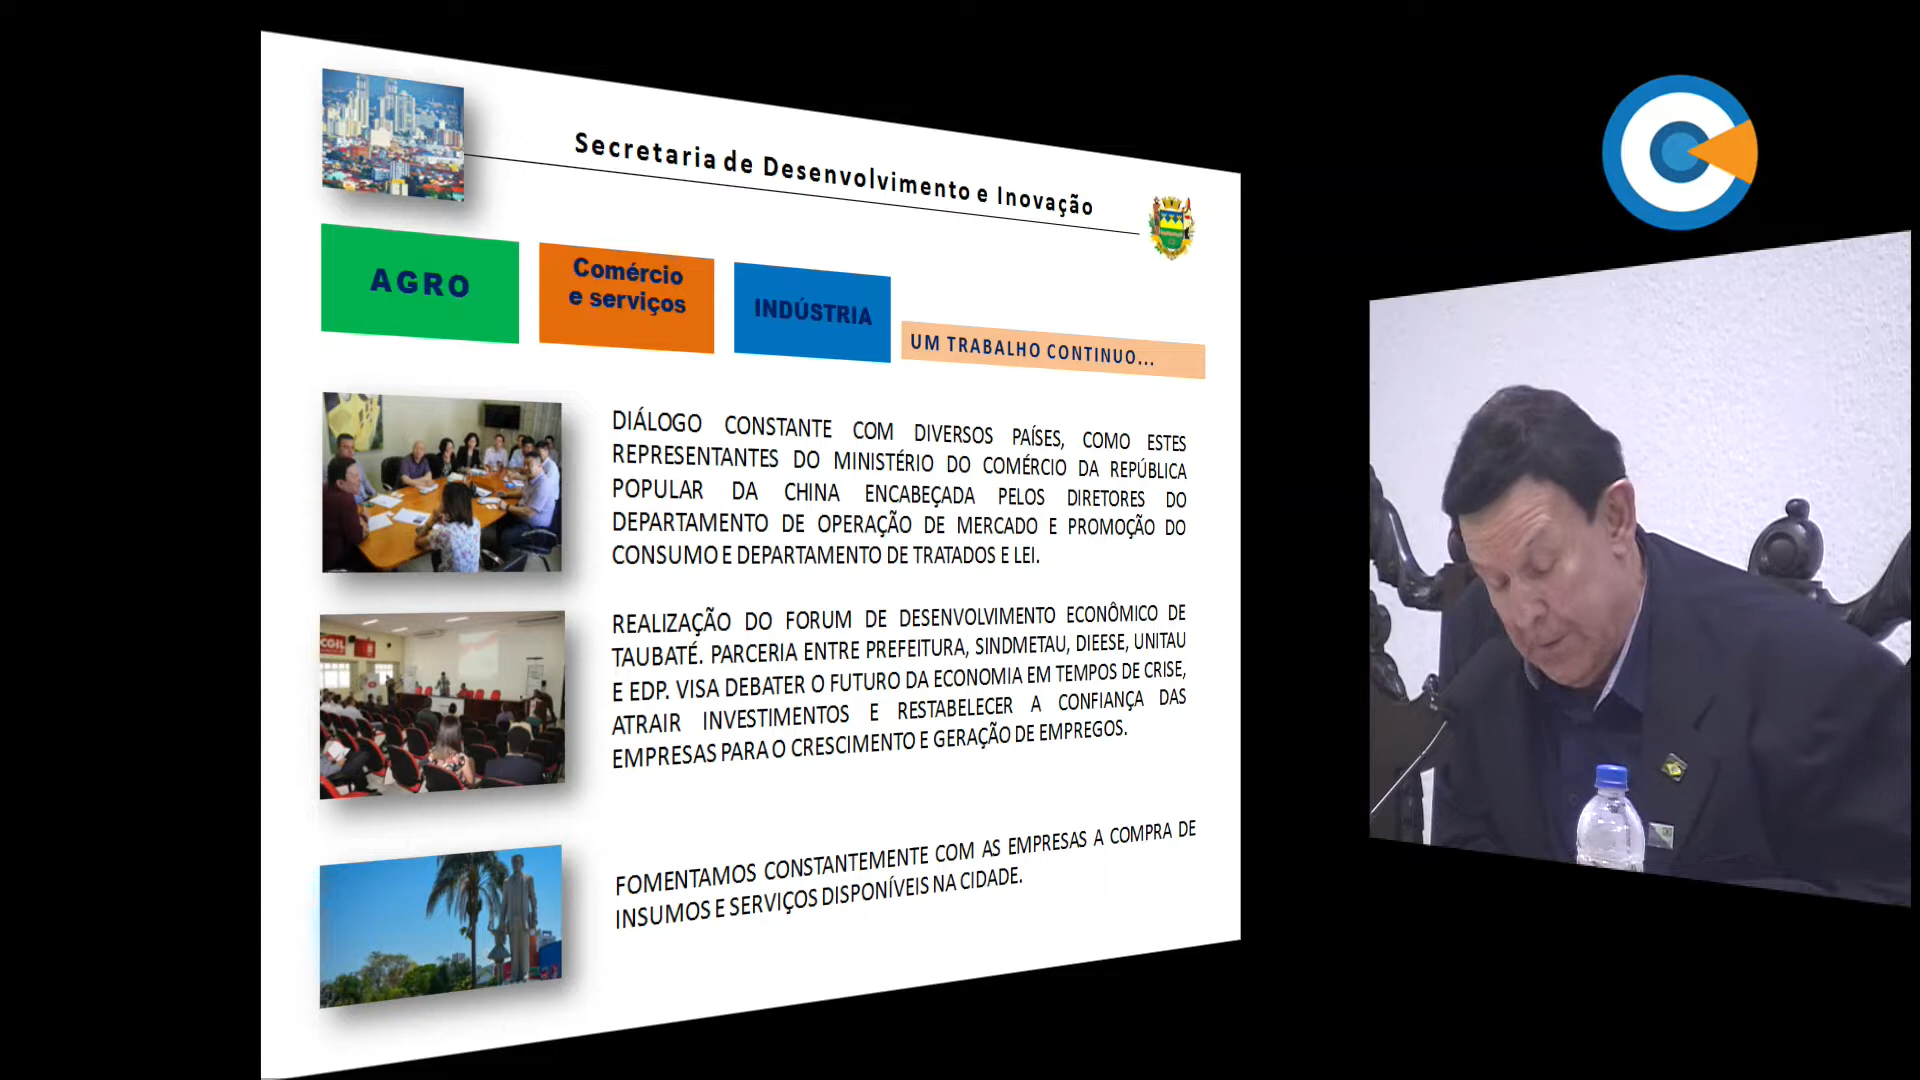 Secretaria de Desenvolvimento e Inovação
AGRO
Comércio
e serviços
INDÚSTRIA
UM TRABALHO CONTINUO...
DIÁLOGO CONSTANTE COM DIVERSOS PAÍSES, COMO ESTES
REPRESENTANTES DO MINISTÉRIO DO COMÉRCIO DA REPÚBLICA
POPULAR DA CHINA ENCABEÇADA PELOS DIRETORES DO
DEPARTAMENTO DE OPERAÇÃO DE MERCADO E PROMOÇÃO DO
CONSUMO E DEPARTAMENTO DE TRATADOS E LEI.
REALIZAÇÃO DO FORUM DE DESENVOLVIMENTO ECONÔMICO DE
TAUBATÉ. PARCERIA ENTRE PREFEITURA, SINDMETAU, DIEESE, UNITAU
E EDP. VISA DEBATER O FUTURO DA ECONOMIA EM TEMPOS DE CRISE,
ATRAIR INVESTIMENTOS E RESTABELECER A CONFIANÇA DAS
EMPRESAS PARA O CRESCIMENTO E GERAÇÃO DE EMPREGOS.
FOMENTAMOS CONSTANTEMENTE COM AS EMPRESAS A COMPRA DE
INSUMOS E SERVIÇOS DISPONÍVEIS NA CIDADE.